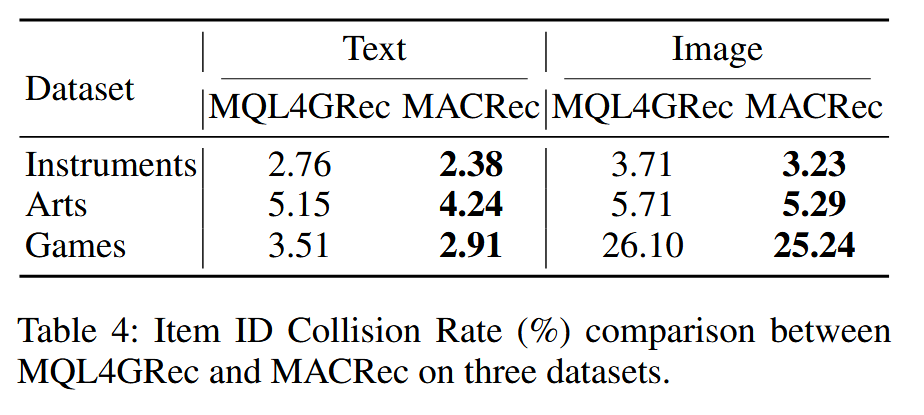 Dataset Text Image
MQL4GRec MACRec MQL4GRec MACRec
Instruments 2.76 2.38 3.71 3.23
Arts 5.15 4.24 5.71 5.29
Games 3.51 2.91 26.10 25.24
Table 4: Item ID Collision Rate (%) comparison between
MQL4GRec and MACRec on three datasets.